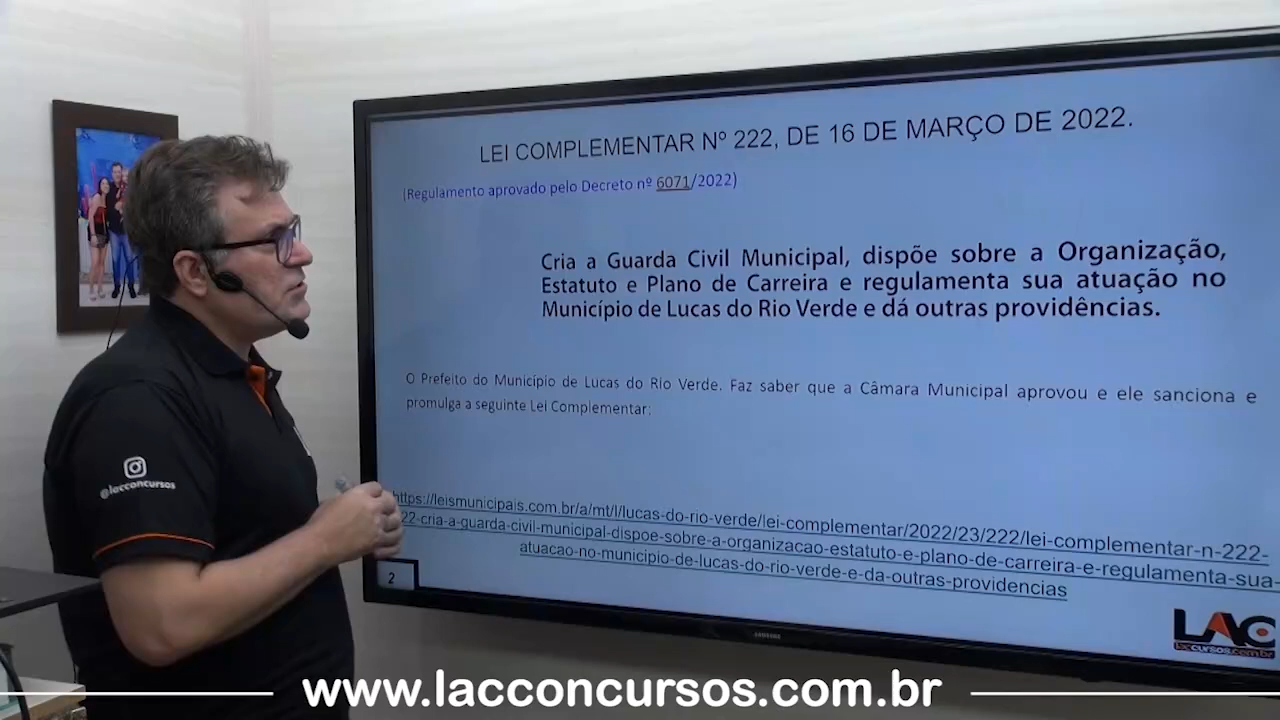 LEI COMPLEMENTAR Nº 222, DE 16 DE MARÇO DE 2022.
(Regulamento aprovado pelo Decreto nº 6071/2022)
Cria a Guarda Civil Municipal, dispõe sobre a Organização,
Estatuto e Plano de Carreira e regulamenta sua atuação no
Município de Lucas do Rio Verde e dá outras providências.
O Prefeito do Município de Lucas do Rio Verde. Faz saber que a Câmara Municipal aprovou e ele sanciona e
promulga a seguinte Lei Complementar:
https://leismunicipais.com.br/a/mt/l/lucas-do-rio-verde/lei-complementar/2022/23/222/lei-complementar-n-222-
22-cria-a-guarda-civil-municipal-dispoe-sobre-a-organizacao-estatuto-e-plano-de-carreira-e-regulamenta-sua-
atuacao-no-municipio-de-lucas-do-rio-verde-e-da-outras-providencias
2
LAC
laccursos.com.br
SAMSUNG
@lacconcursos
www.lacconcursos.com.br